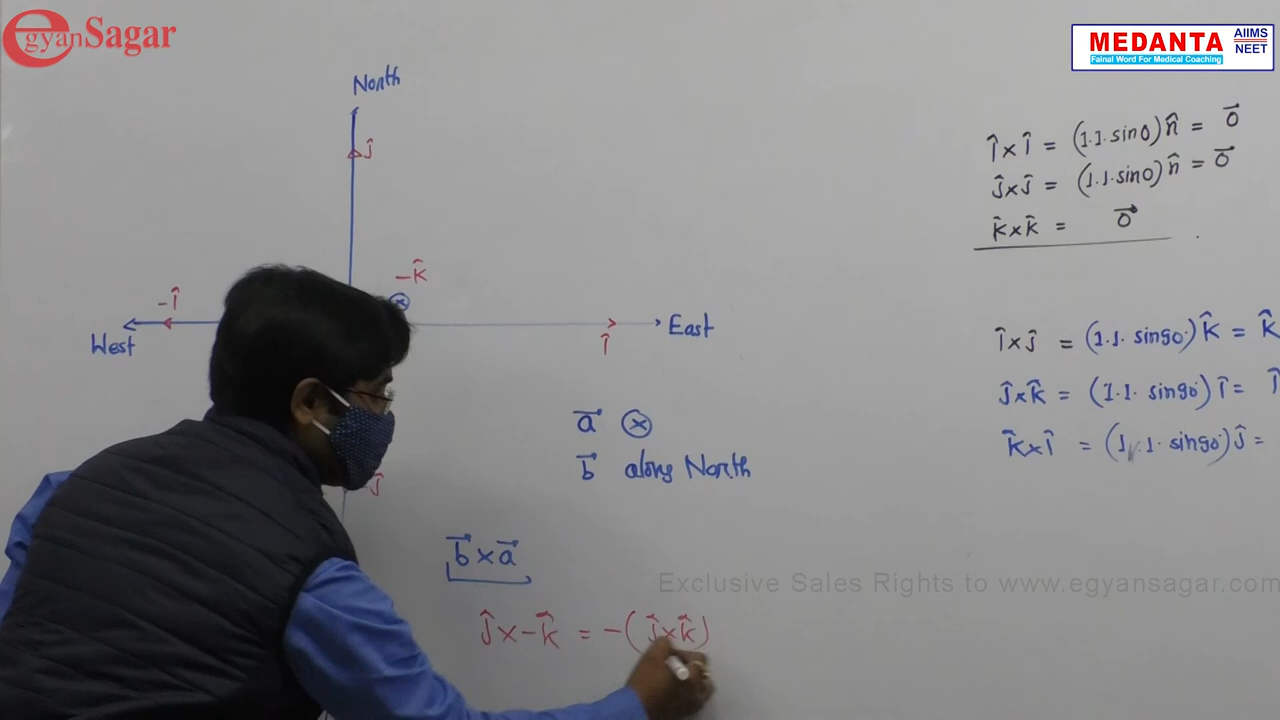 egyanSagar
MEDANTA AIIMS NEET
Fainal Word For Medical Coaching
North
ĵ
-k̂
⊗
-î
West
East
î
-ĵ
a⃗ ⊗
b⃗ along North
b⃗ × a⃗
ĵ × -k̂ = -(ĵ × k̂)
î × î = (1.1. sin0) n̂ = 0⃗
ĵ × ĵ = (1.1. sin0) n̂ = 0⃗
k̂ × k̂ = 0⃗
î × ĵ = (1.1. sin90°) k̂ = k̂
ĵ × k̂ = (1.1. sin90°) î = î
k̂ × î = (1.1. sin90°) ĵ =
Exclusive Sales Rights to www.egyansagar.com